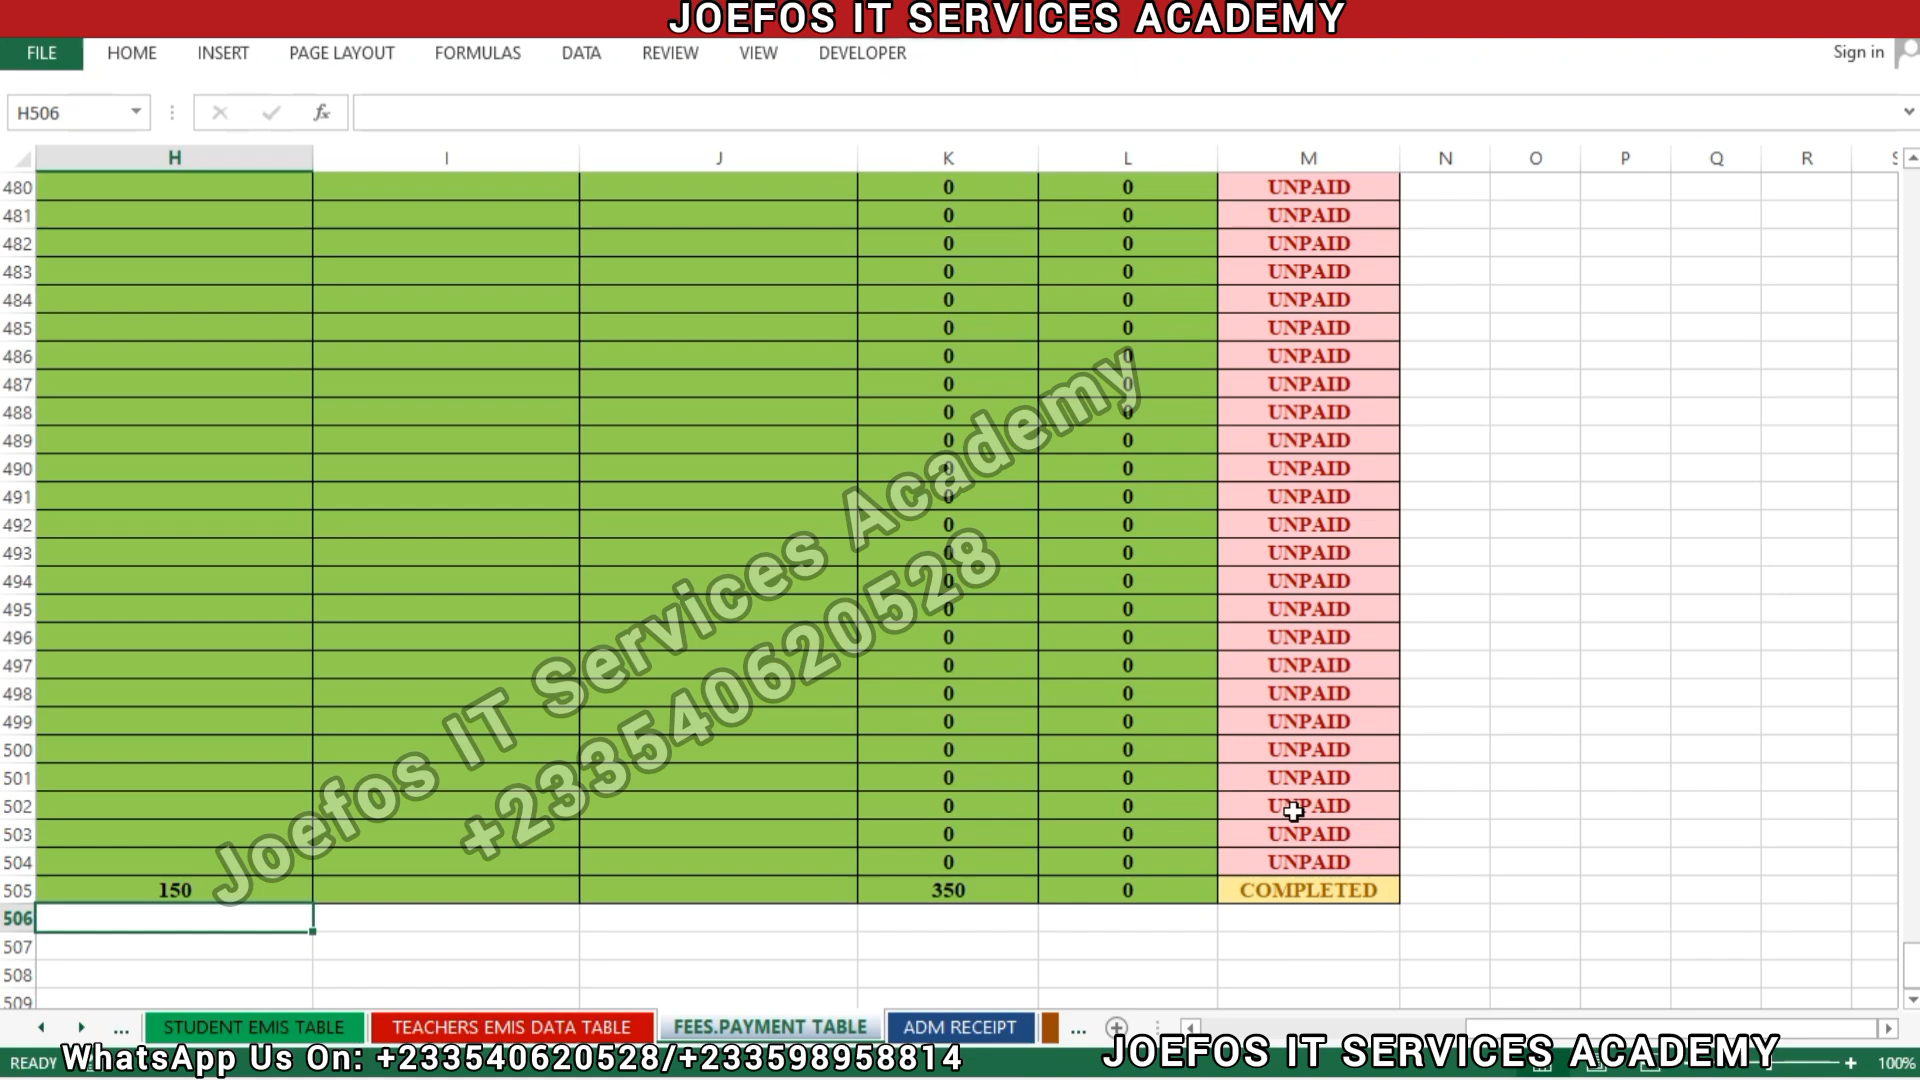 JOEFOS IT SERVICES ACADEMY
FILE HOME INSERT PAGE LAYOUT FORMULAS DATA REVIEW VIEW DEVELOPER Sign in
H506 fx
H I J K L M N O P Q R S
480 0 0 UNPAID
481 0 0 UNPAID
482 0 0 UNPAID
483 0 0 UNPAID
484 0 0 UNPAID
485 0 0 UNPAID
486 0 0 UNPAID
487 0 0 UNPAID
488 0 0 UNPAID
489 0 0 UNPAID
490 0 0 UNPAID
491 0 0 UNPAID
492 0 0 UNPAID
493 0 0 UNPAID
494 0 0 UNPAID
495 0 0 UNPAID
496 0 0 UNPAID
497 0 0 UNPAID
498 0 0 UNPAID
499 0 0 UNPAID
500 0 0 UNPAID
501 0 0 UNPAID
502 0 0 UNPAID
503 0 0 UNPAID
504 0 0 UNPAID
505 150 350 0 COMPLETED
506
507
508
509
Joefos IT Services Academy
+233540620528
... STUDENT EMIS TABLE TEACHERS EMIS DATA TABLE FEES.PAYMENT TABLE ADM RECEIPT ...
READY WhatsApp Us On: +233540620528/+233598958814 JOEFOS IT SERVICES ACADEMY 100%